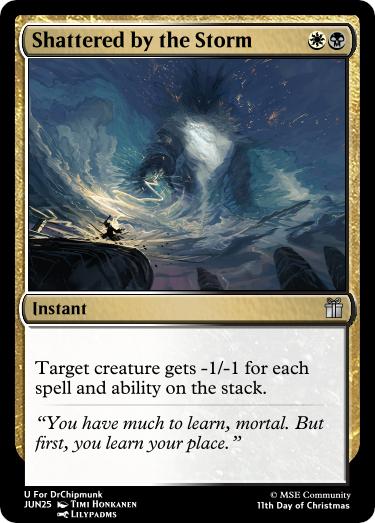 Shattered by the Storm
Instant
Target creature gets -1/-1 for each
spell and ability on the stack.
“You have much to learn, mortal. But
first, you learn your place.”
U For DrChipmunk
JUN25 Timi Honkanen
Lilypadms
© MSE Community
11th Day of Christmas